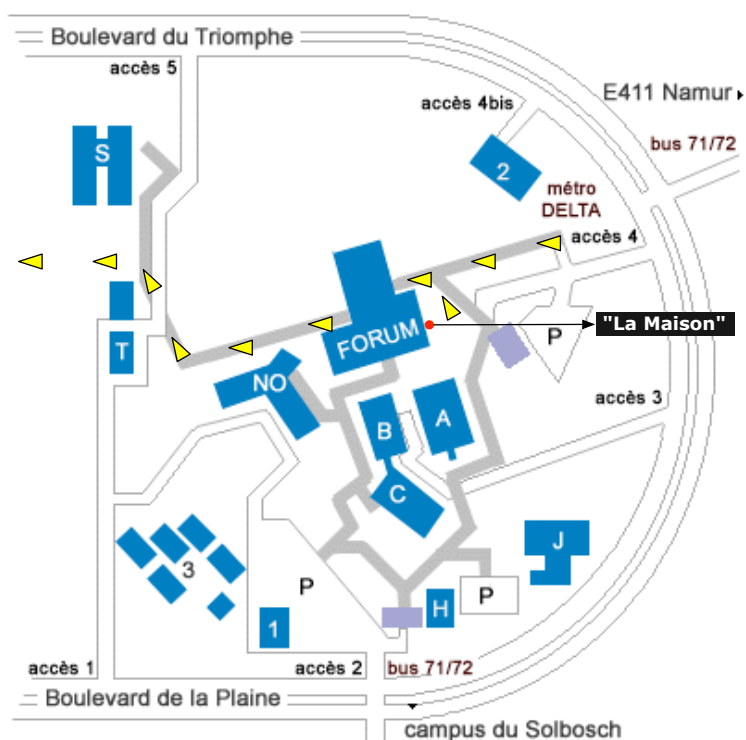 Boulevard du Triomphe
accès 5
E411 Namur
accès 4bis
bus 71/72
S
2
métro
DELTA
accès 4
"La Maison"
FORUM
P
T
NO
accès 3
A
B
C
J
3
P
P
H
1
accès 1
accès 2
bus 71/72
Boulevard de la Plaine
campus du Solbosch